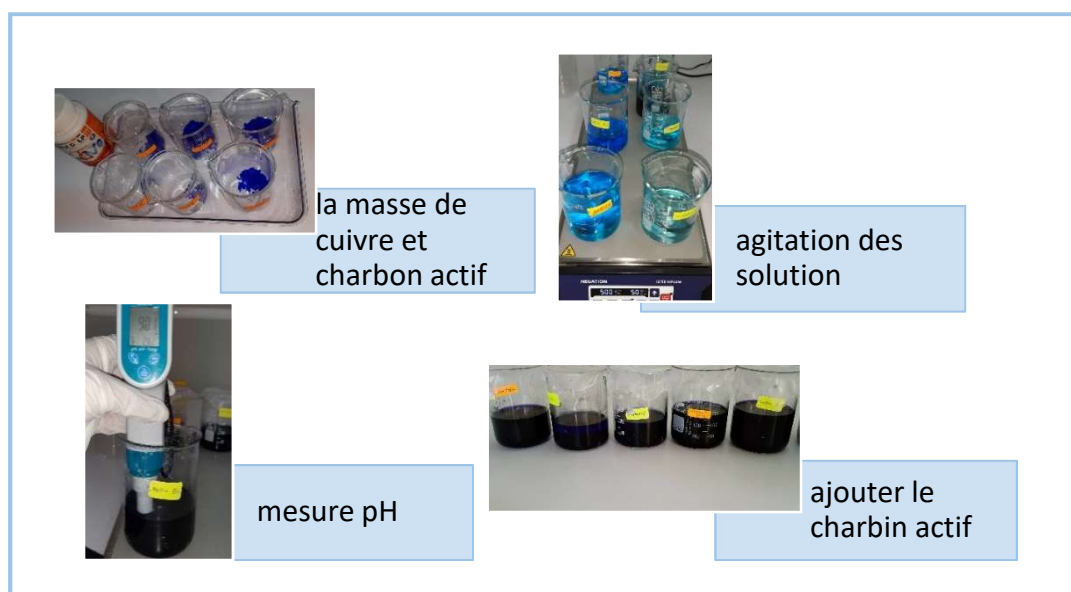 la masse de
cuivre et
charbon actif
agitation des
solution
mesure pH
ajouter le
charbin actif